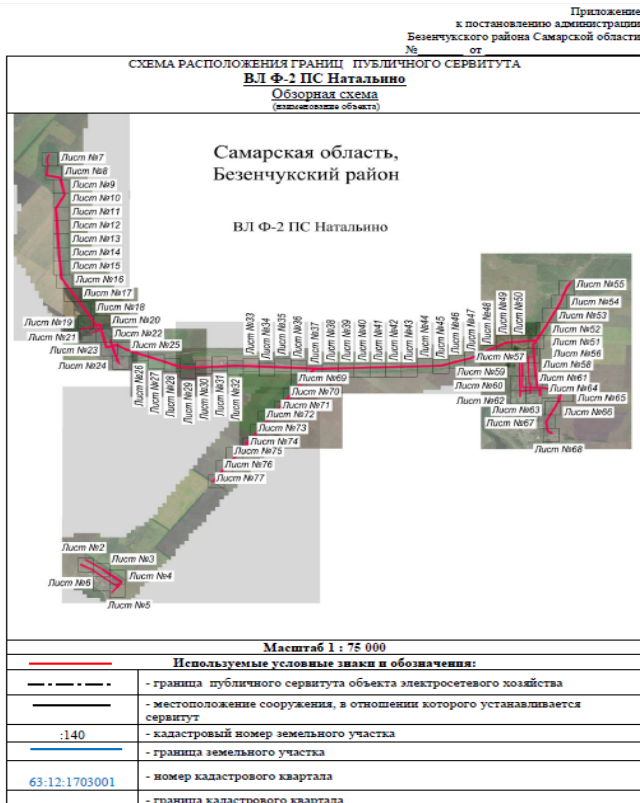 Приложение
к постановлению администрации
Безенчукского района Самарской области
№________ от ________________________
СХЕМА РАСПОЛОЖЕНИЯ ГРАНИЦ ПУБЛИЧНОГО СЕРВИТУТА
ВЛ Ф-2 ПС Натальино
Обзорная схема
(наименование объекта)
Самарская область,
Безенчукский район
ВЛ Ф-2 ПС Натальино
Лист №7
Лист №8
Лист №9
Лист №10
Лист №11
Лист №12
Лист №13
Лист №14
Лист №15
Лист №16
Лист №17
Лист №18
Лист №19
Лист №20
Лист №21
Лист №22
Лист №23
Лист №24
Лист №25
Лист №26
Лист №27
Лист №28
Лист №29
Лист №30
Лист №31
Лист №32
Лист №33
Лист №34
Лист №35
Лист №36
Лист №37
Лист №38
Лист №39
Лист №40
Лист №41
Лист №42
Лист №43
Лист №44
Лист №45
Лист №46
Лист №47
Лист №48
Лист №49
Лист №50
Лист №55
Лист №54
Лист №53
Лист №52
Лист №51
Лист №56
Лист №57
Лист №58
Лист №59
Лист №61
Лист №60
Лист №64
Лист №62
Лист №65
Лист №63
Лист №66
Лист №67
Лист №68
Лист №69
Лист №70
Лист №71
Лист №72
Лист №73
Лист №74
Лист №75
Лист №76
Лист №77
Лист №2
Лист №3
Лист №4
Лист №6
Лист №5
Масштаб 1 : 75 000
Используемые условные знаки и обозначения:
- граница публичного сервитута объекта электросетевого хозяйства
- местоположение сооружения, в отношении которого устанавливается
сервитут
:140 - кадастровый номер земельного участка
- граница земельного участка
63:12:1703001 - номер кадастрового квартала
- граница кадастрового квартала